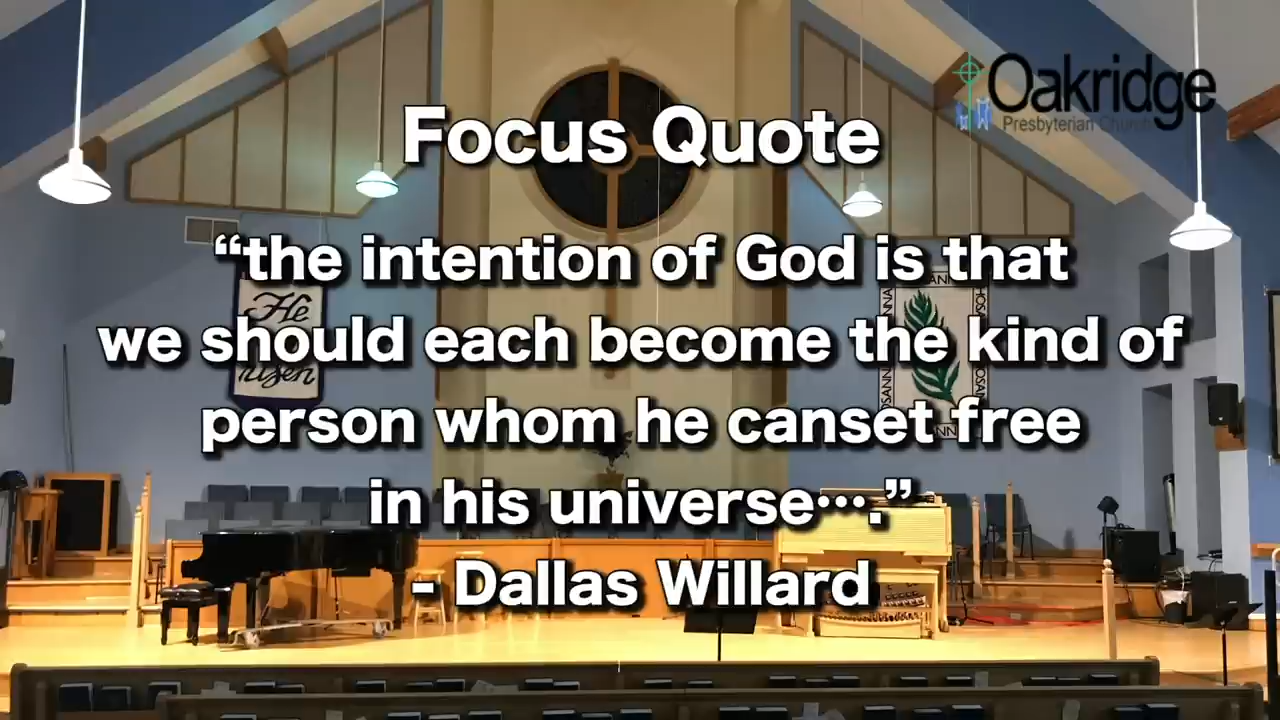 Oakridge
Presbyterian Church
Focus Quote
“the intention of God is that
we should each become the kind of
person whom he canset free
in his universe….”
- Dallas Willard
He
risen
HOSANNA